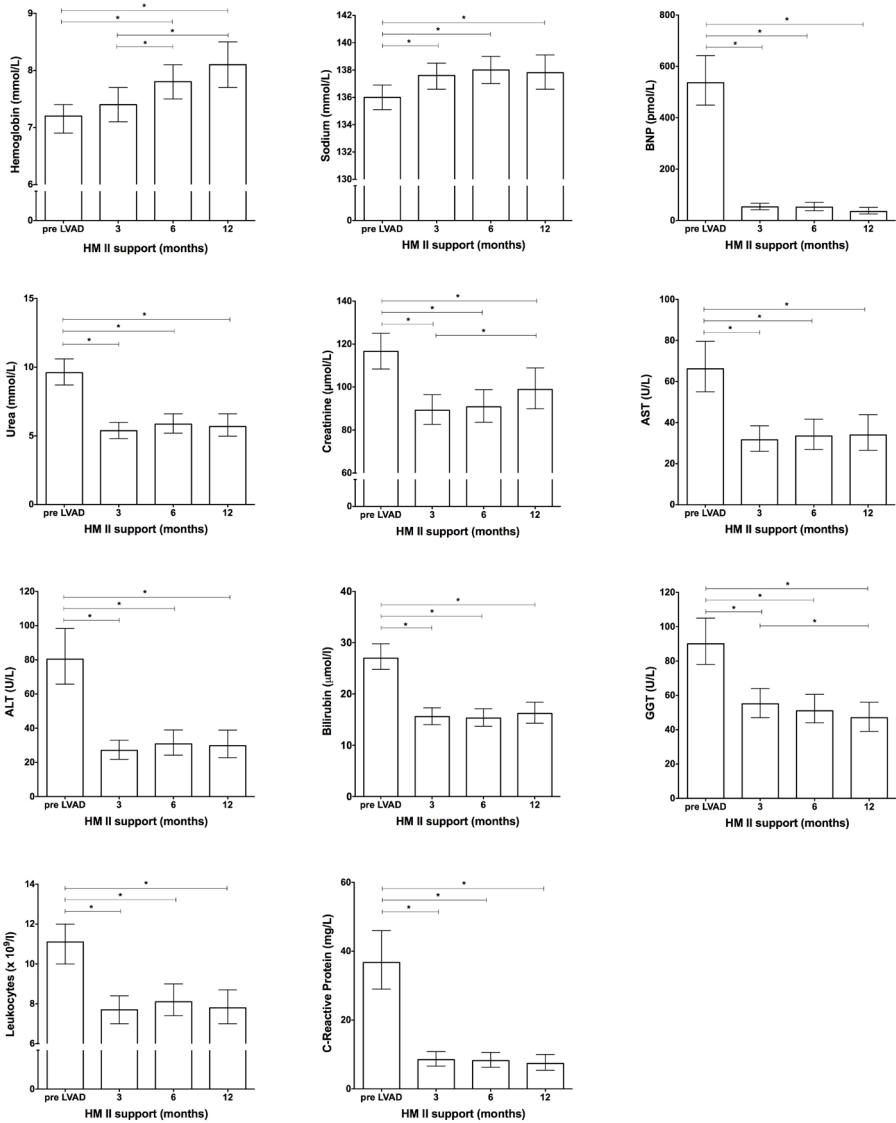 Hemoglobin (mmol/L)
9
8
7
6
0
* * * *
pre LVAD 3 6 12
HM II support (months)
Sodium (mmol/L)
142
140
138
136
134
132
130
0
* * *
pre LVAD 3 6 12
HM II support (months)
BNP (pmol/L)
800
600
400
200
0
* * *
pre LVAD 3 6 12
HM II support (months)
Urea (mmol/L)
15
10
5
0
* * *
pre LVAD 3 6 12
HM II support (months)
Creatinine (µmol/L)
140
120
100
80
60
0
* * * *
pre LVAD 3 6 12
HM II support (months)
AST (U/L)
100
80
60
40
20
0
* * *
pre LVAD 3 6 12
HM II support (months)
ALT (U/L)
120
100
80
60
40
20
0
* * *
pre LVAD 3 6 12
HM II support (months)
Bilirubin (µmol/l)
40
30
20
10
0
* * *
pre LVAD 3 6 12
HM II support (months)
GGT (U/L)
120
100
80
60
40
20
0
* * * *
pre LVAD 3 6 12
HM II support (months)
Leukocytes (x 10⁹/l)
14
12
10
8
6
0
* * *
pre LVAD 3 6 12
HM II support (months)
C-Reactive Protein (mg/L)
60
40
20
0
* * *
pre LVAD 3 6 12
HM II support (months)